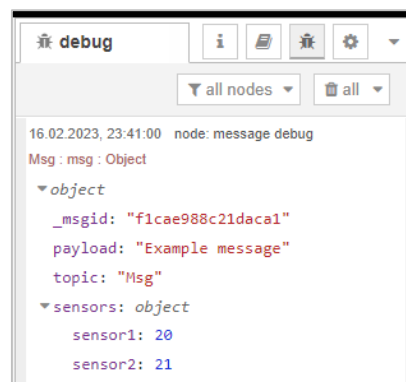 debug
i
all nodes
all
16.02.2023, 23:41:00 node: message debug
Msg : msg : Object
object
_msgid: "f1cae988c21daca1"
payload: "Example message"
topic: "Msg"
sensors: object
sensor1: 20
sensor2: 21